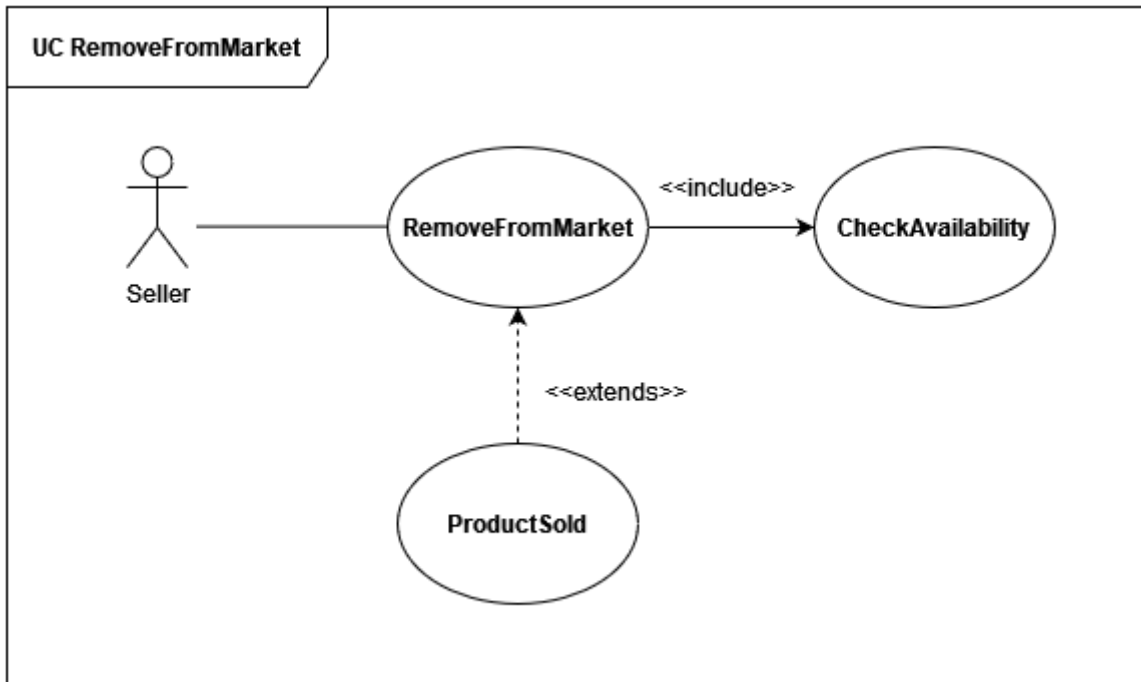 UC RemoveFromMarket
<<include>>
RemoveFromMarket
CheckAvailability
Seller
<<extends>>
ProductSold